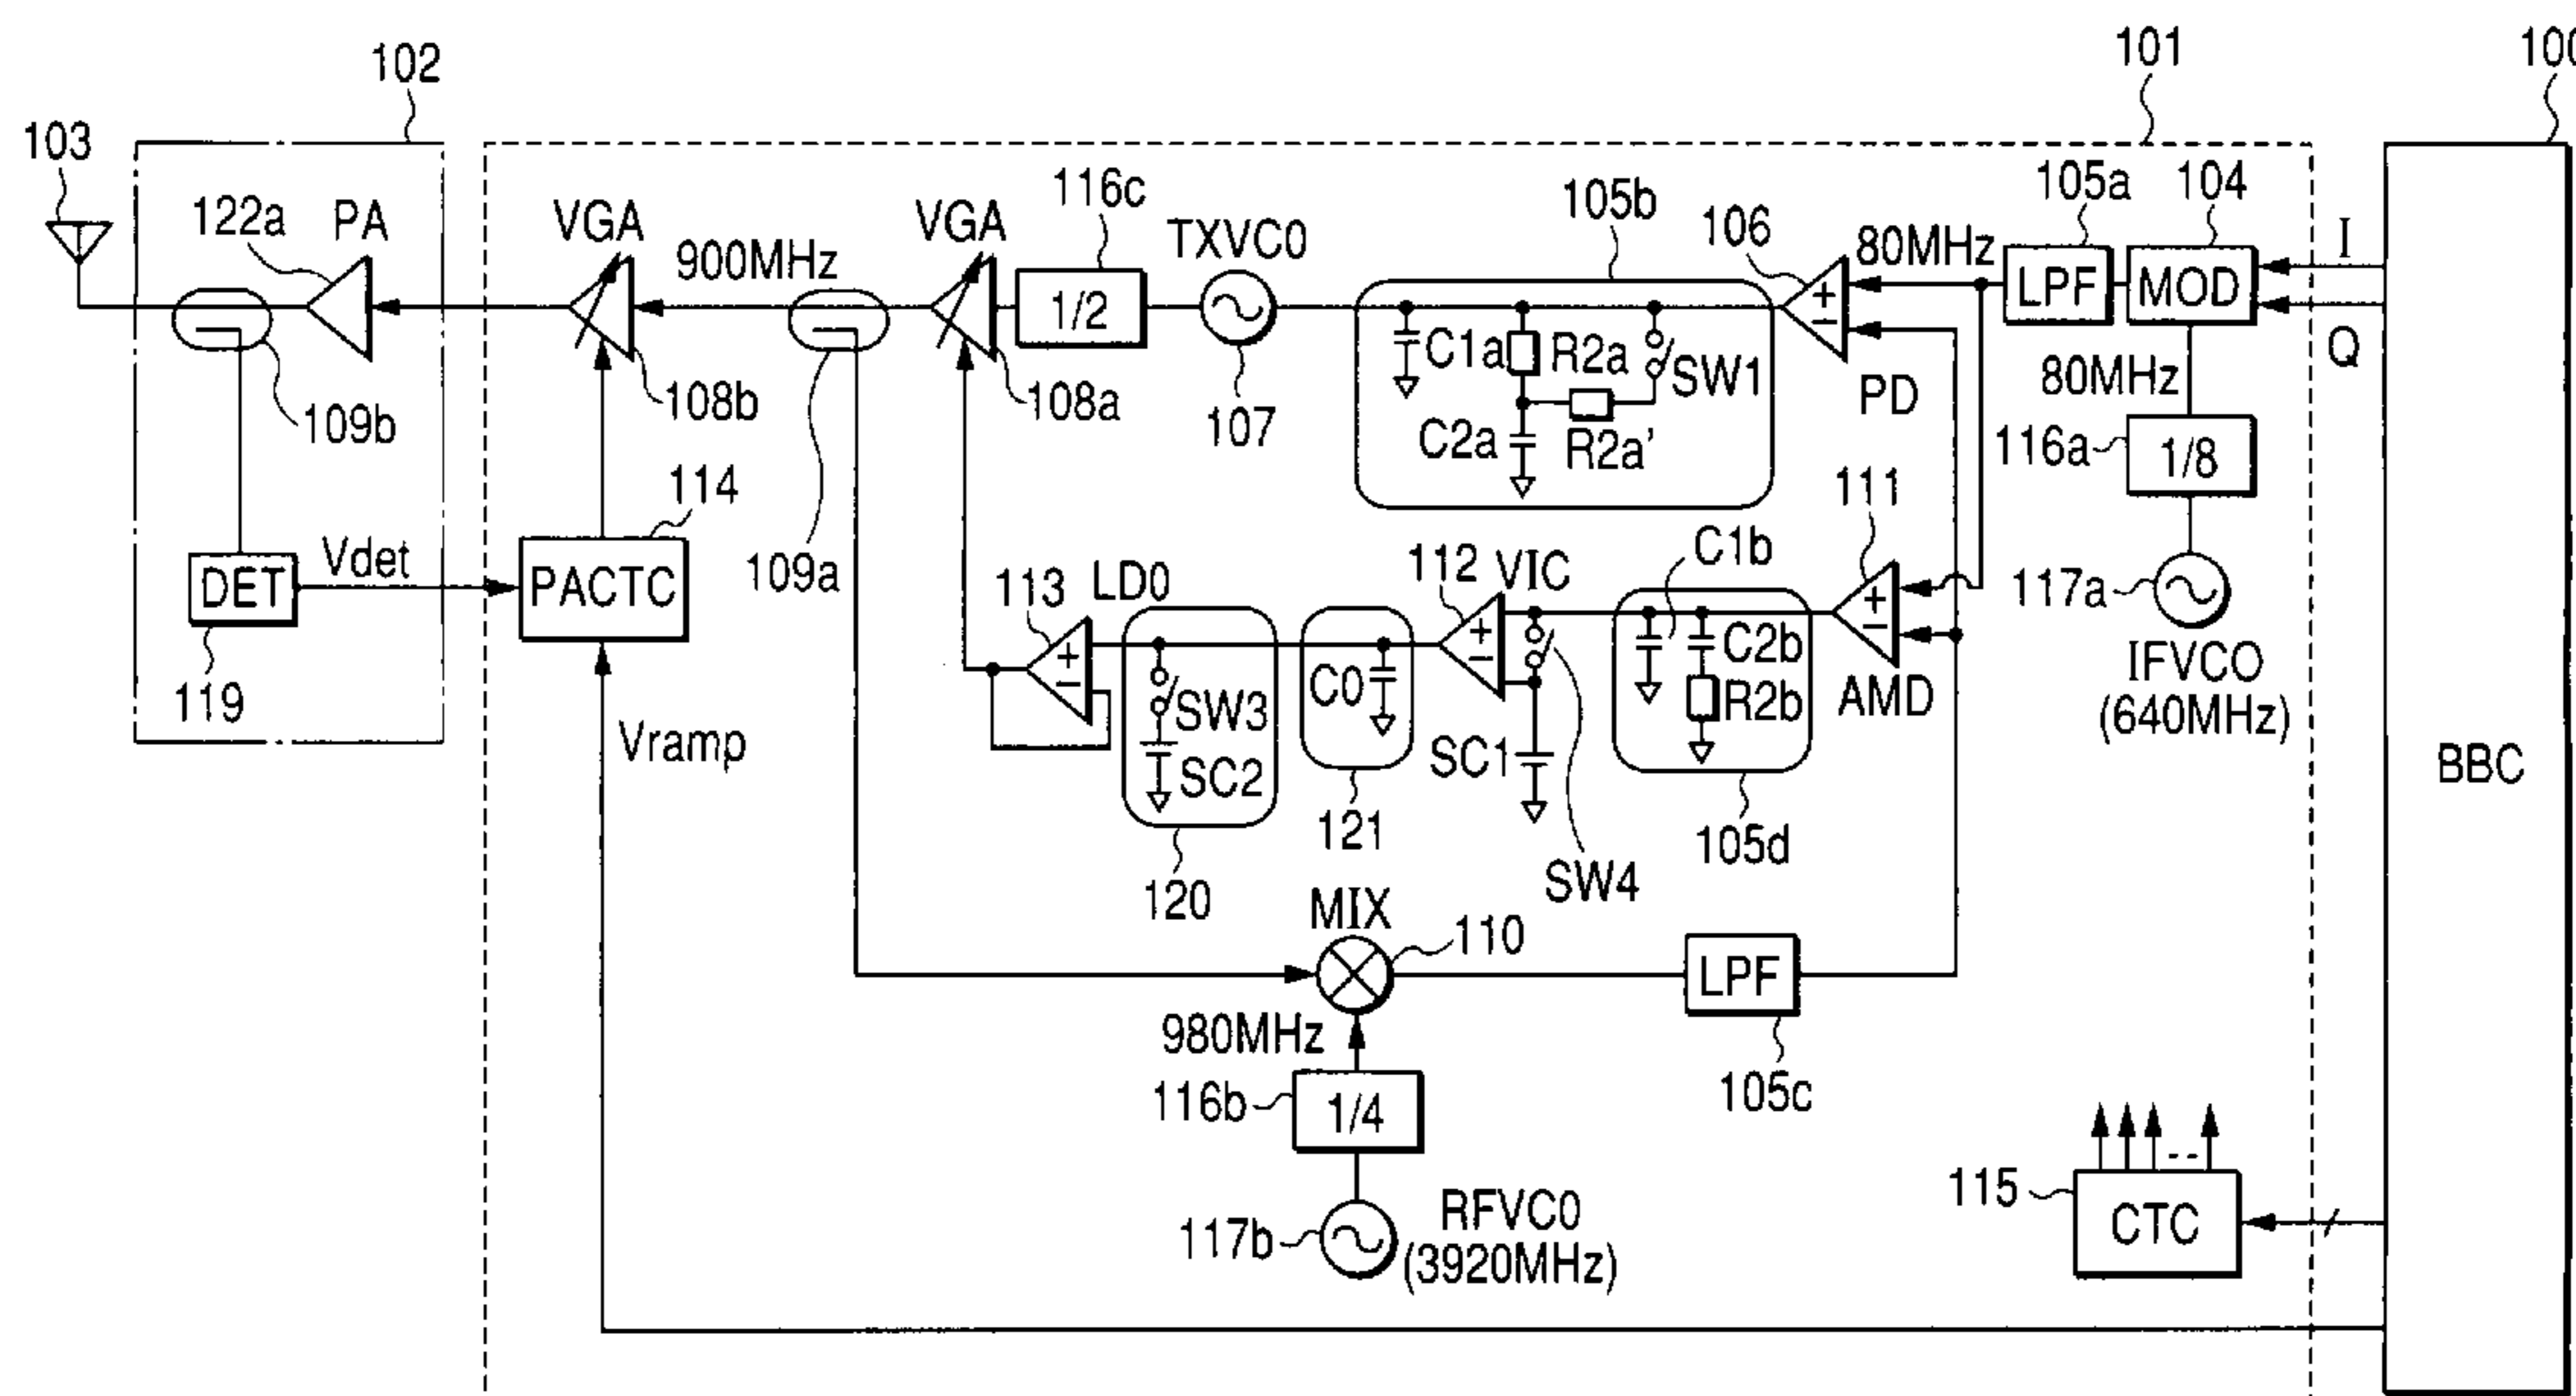 101
100
102
103
105a
104
116c
105b
122a
PA
VGA
VGA
TXVC0
106
80MHz
I
900MHz
1/2
+
−
LPF
MOD
Q
C1a
R2a
SW1
PD
80MHz
109b
108b
108a
107
C2a
R2a'
116a
1/8
114
109a
111
Vdet
DET
PACTC
113
LD0
112
VIC
C1b
+
−
117a
119
+
−
+
−
C0
C2b
R2b
AMD
IFVCO
(640MHz)
Vramp
SW3
SC2
SC1
BBC
121
105d
120
SW4
MIX
110
LPF
980MHz
116b
1/4
105c
115
CTC
117b
RFVC0
(3920MHz)